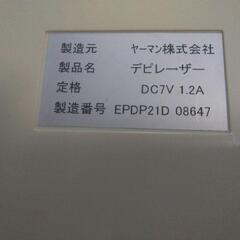 製造元 ヤーマン株式会社
製品名 デピレーザー
定格 DC7V 1.2A
製造番号 EPDP21D 08647